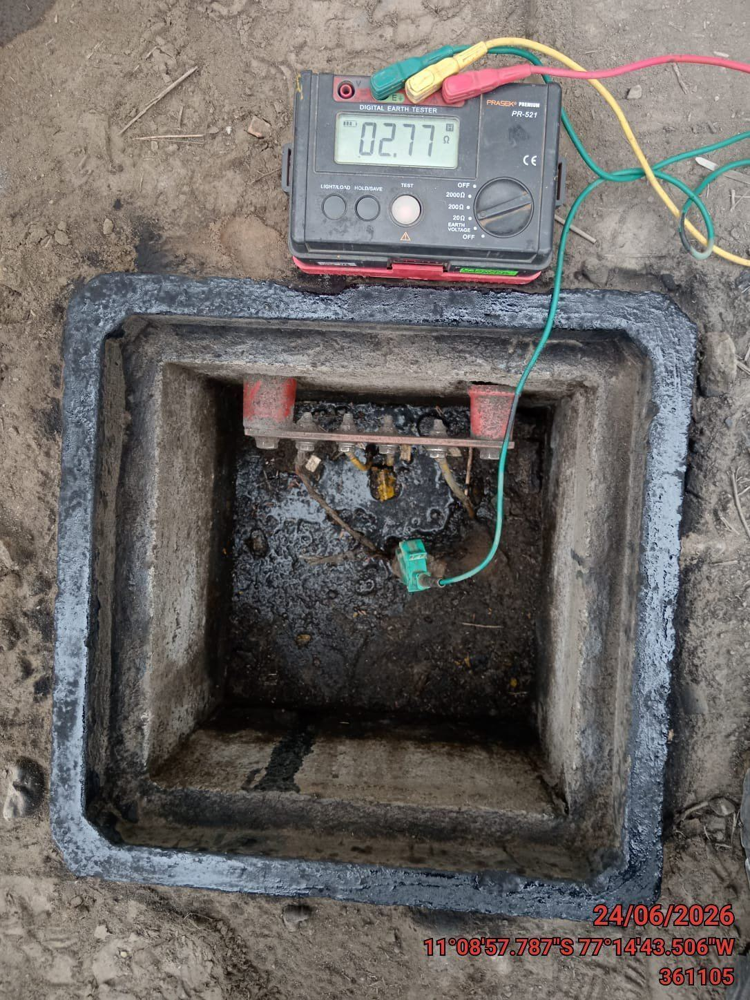 V
E
PRASEK® PREMIUM
PR-521
DIGITAL EARTH TESTER
02.77
H
Ω
CE
LIGHT/LOAD HOLD/SAVE TEST
OFF
2000Ω
200Ω
20Ω
EARTH
VOLTAGE
OFF
24/06/2026
11°08'57.787"S 77°14'43.506"W
361105